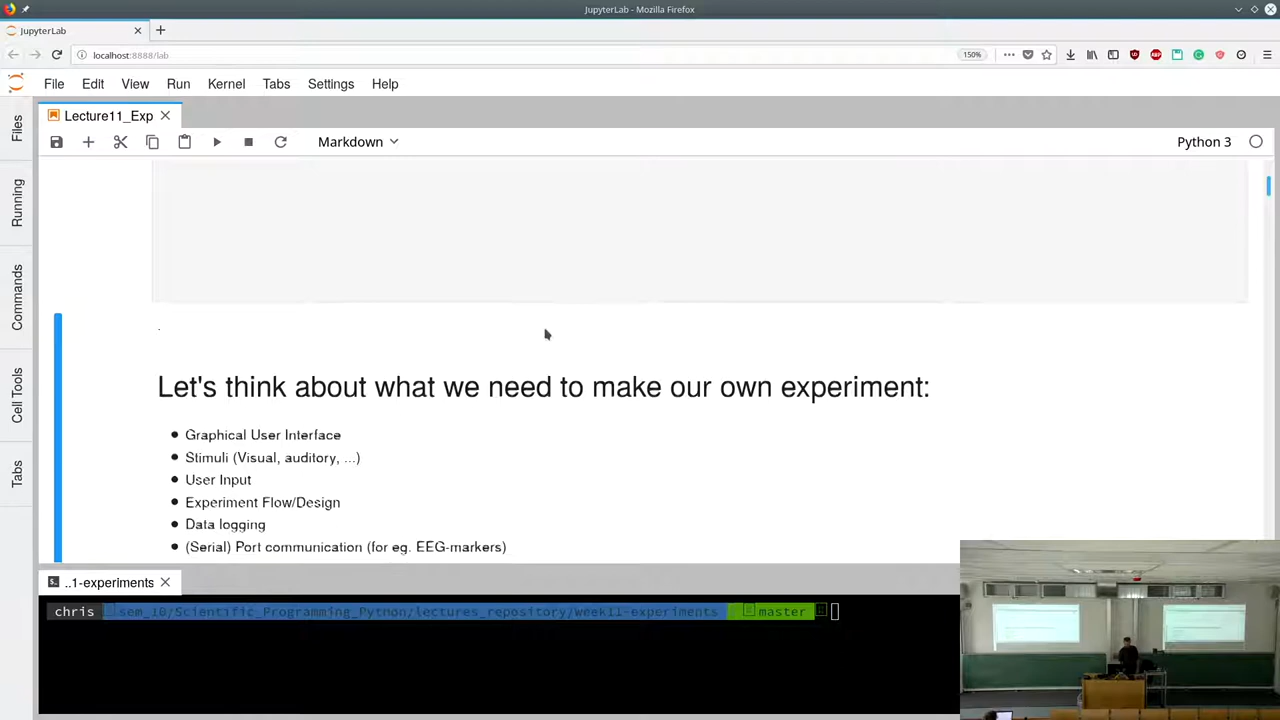 JupyterLab - Mozilla Firefox
JupyterLab
localhost:8888/lab
150%
File Edit View Run Kernel Tabs Settings Help
Lecture11_Exp
Markdown
Python 3
Files
Running
Commands
Cell Tools
Tabs
.
Let's think about what we need to make our own experiment:
• Graphical User Interface
• Stimuli (Visual, auditory, ...)
• User Input
• Experiment Flow/Design
• Data logging
• (Serial) Port communication (for eg. EEG-markers)
..1-experiments
chris sem_10/Scientific_Programming_Python/lectures_repository/week11-experiments master